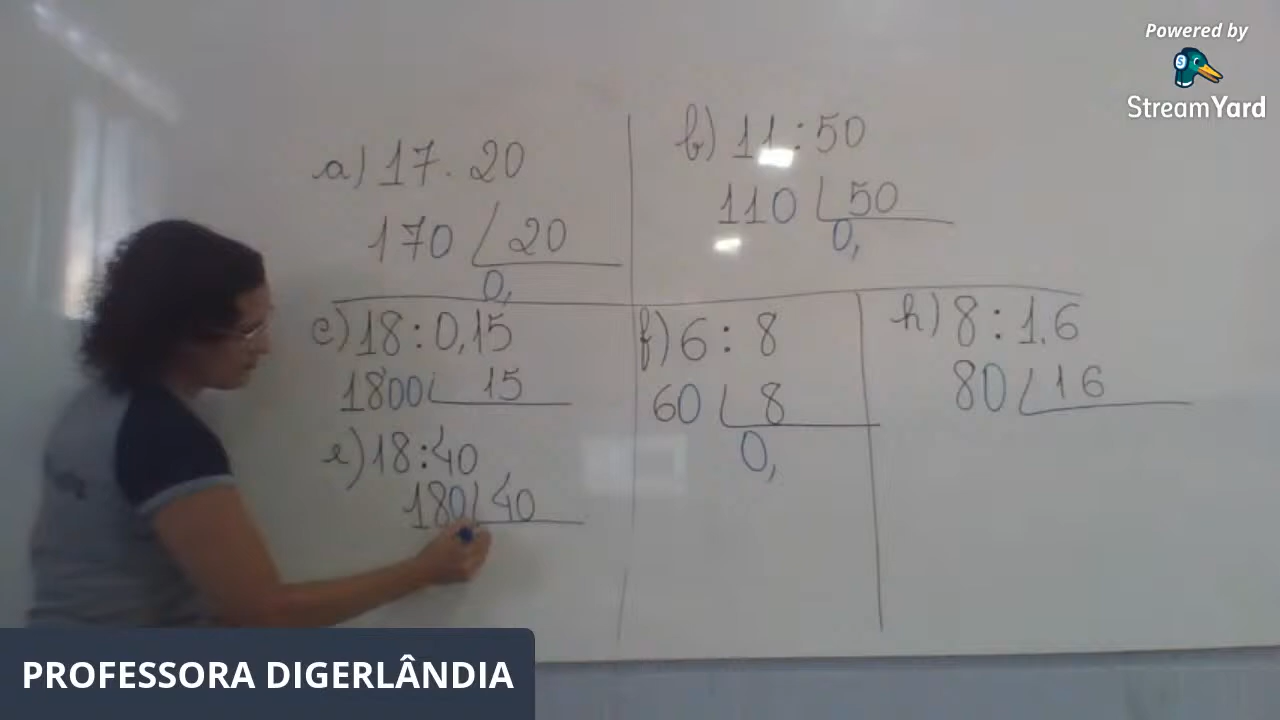 Powered by
StreamYard
a) 17. 20
170 20
0,
b) 11:50
110 50
0,
c) 18:0,15
1800 15
e) 18:40
180 40
f) 6:8
60 8
0,
h) 8:1,6
80 16
PROFESSORA DIGERLÂNDIA